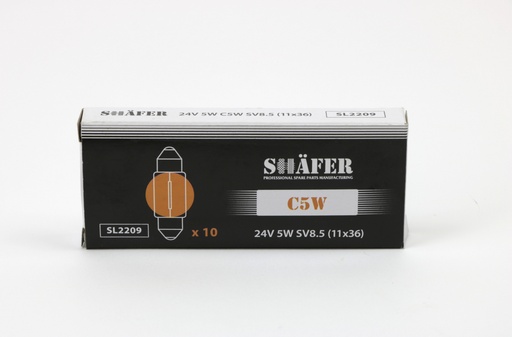 SHÄFER 24V 5W C5W SV8.5 (11x36) SL2209
SHÄFER
PROFESSIONAL SPARE PARTS MANUFACTURING
C5W
SL2209 x 10 24V 5W SV8.5 (11x36)